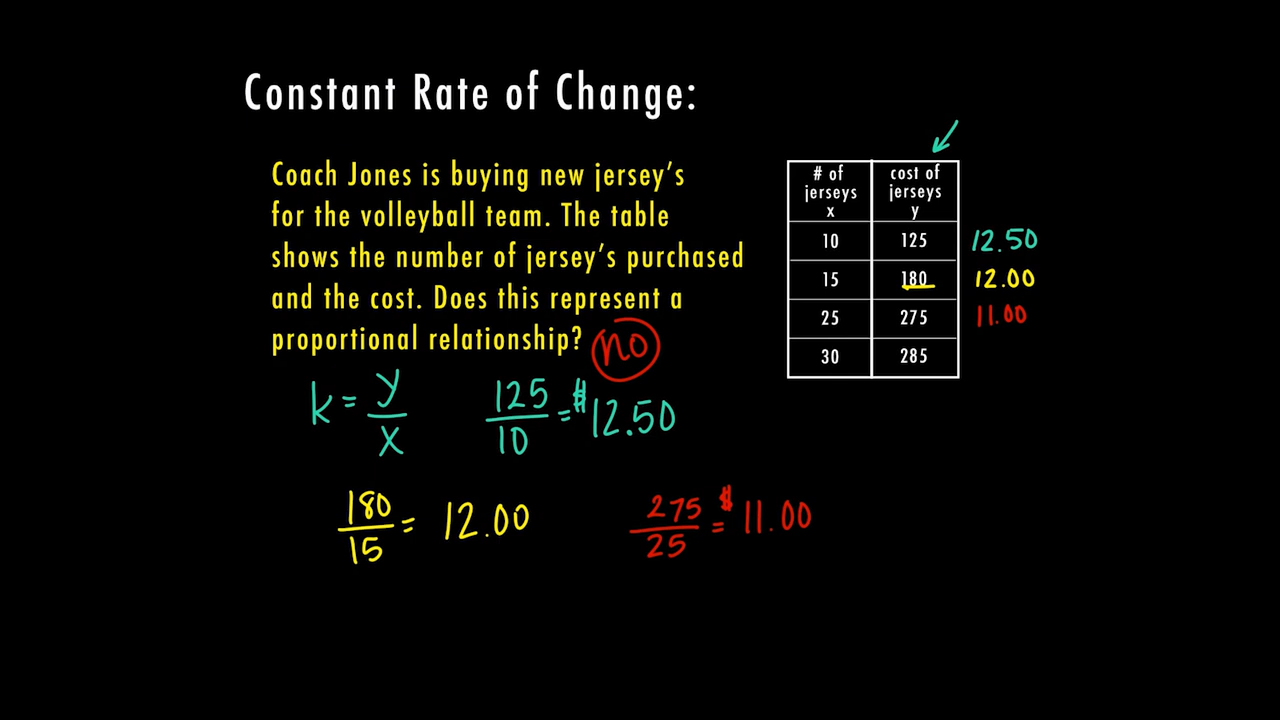 Constant Rate of Change:
Coach Jones is buying new jersey's
for the volleyball team. The table
shows the number of jersey's purchased
and the cost. Does this represent a
proportional relationship? no
# of jerseys x cost of jerseys y
10 125 12.50
15 180 12.00
25 275 11.00
30 285
k = y/x 125/10 = $12.50
180/15 = 12.00 275/25 = $11.00